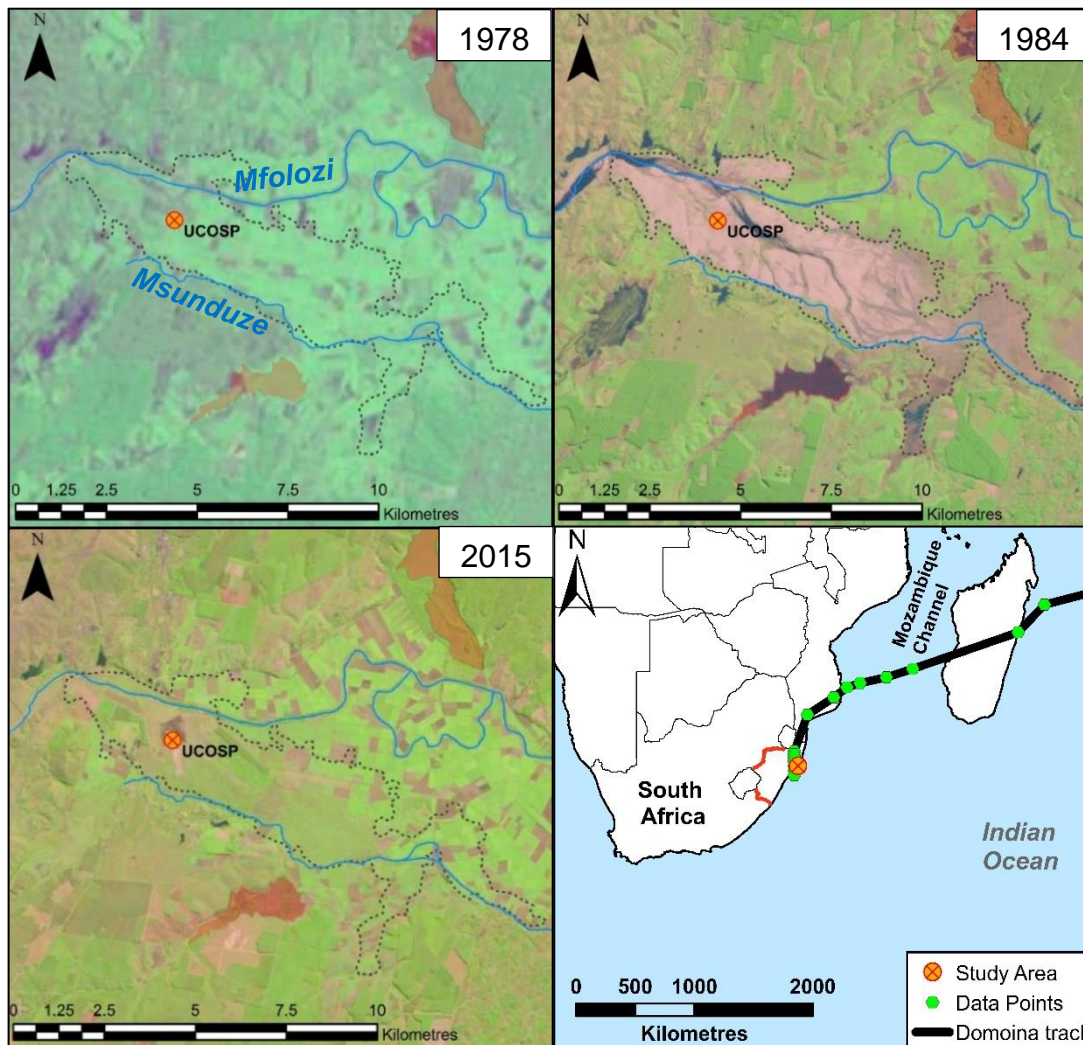 N
1978
Mfolozi
UCOSP
Msunduze
0 1.25 2.5 5 7.5 10
Kilometres
N
1984
UCOSP
0 1.25 2.5 5 7.5 10
Kilometres
N
2015
UCOSP
0 1.25 2.5 5 7.5 10
Kilometres
N
Mozambique
Channel
South
Africa
Indian
Ocean
0 500 1000 2000
Kilometres
Study Area
Data Points
Domoina track